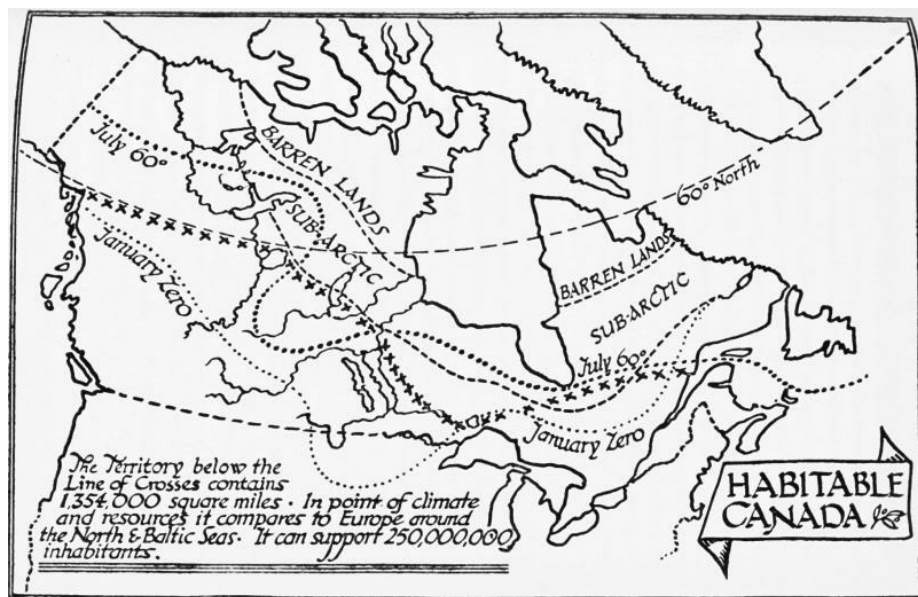 July 60°
BARREN LANDS
SUB-ARCTIC
60° North
January Zero
BARREN LANDS
SUB-ARCTIC
July 60°
January Zero
The Territory below the
Line of Crosses contains
1,354,000 square miles. In point of climate
and resources it compares to Europe around
the North & Baltic Seas. It can support 250,000,000
inhabitants.
HABITABLE
CANADA